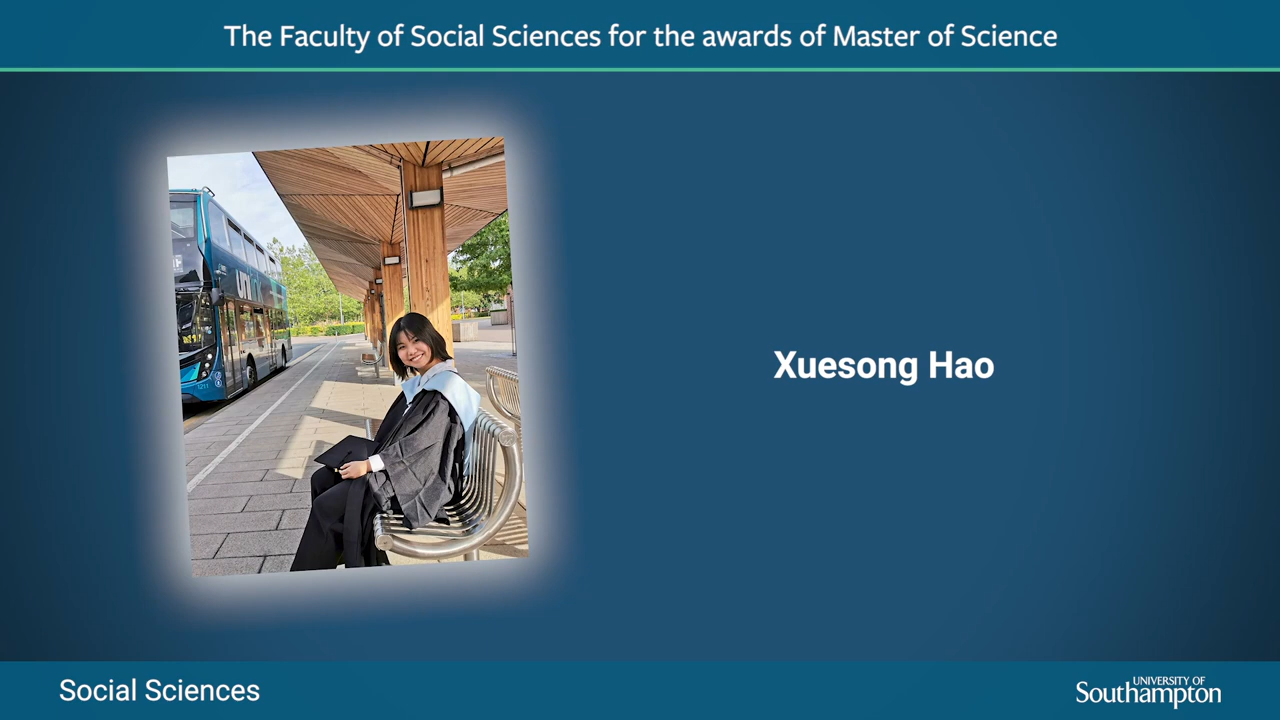 The Faculty of Social Sciences for the awards of Master of Science
Xuesong Hao
1211
Social Sciences
UNIVERSITY OF
Southampton